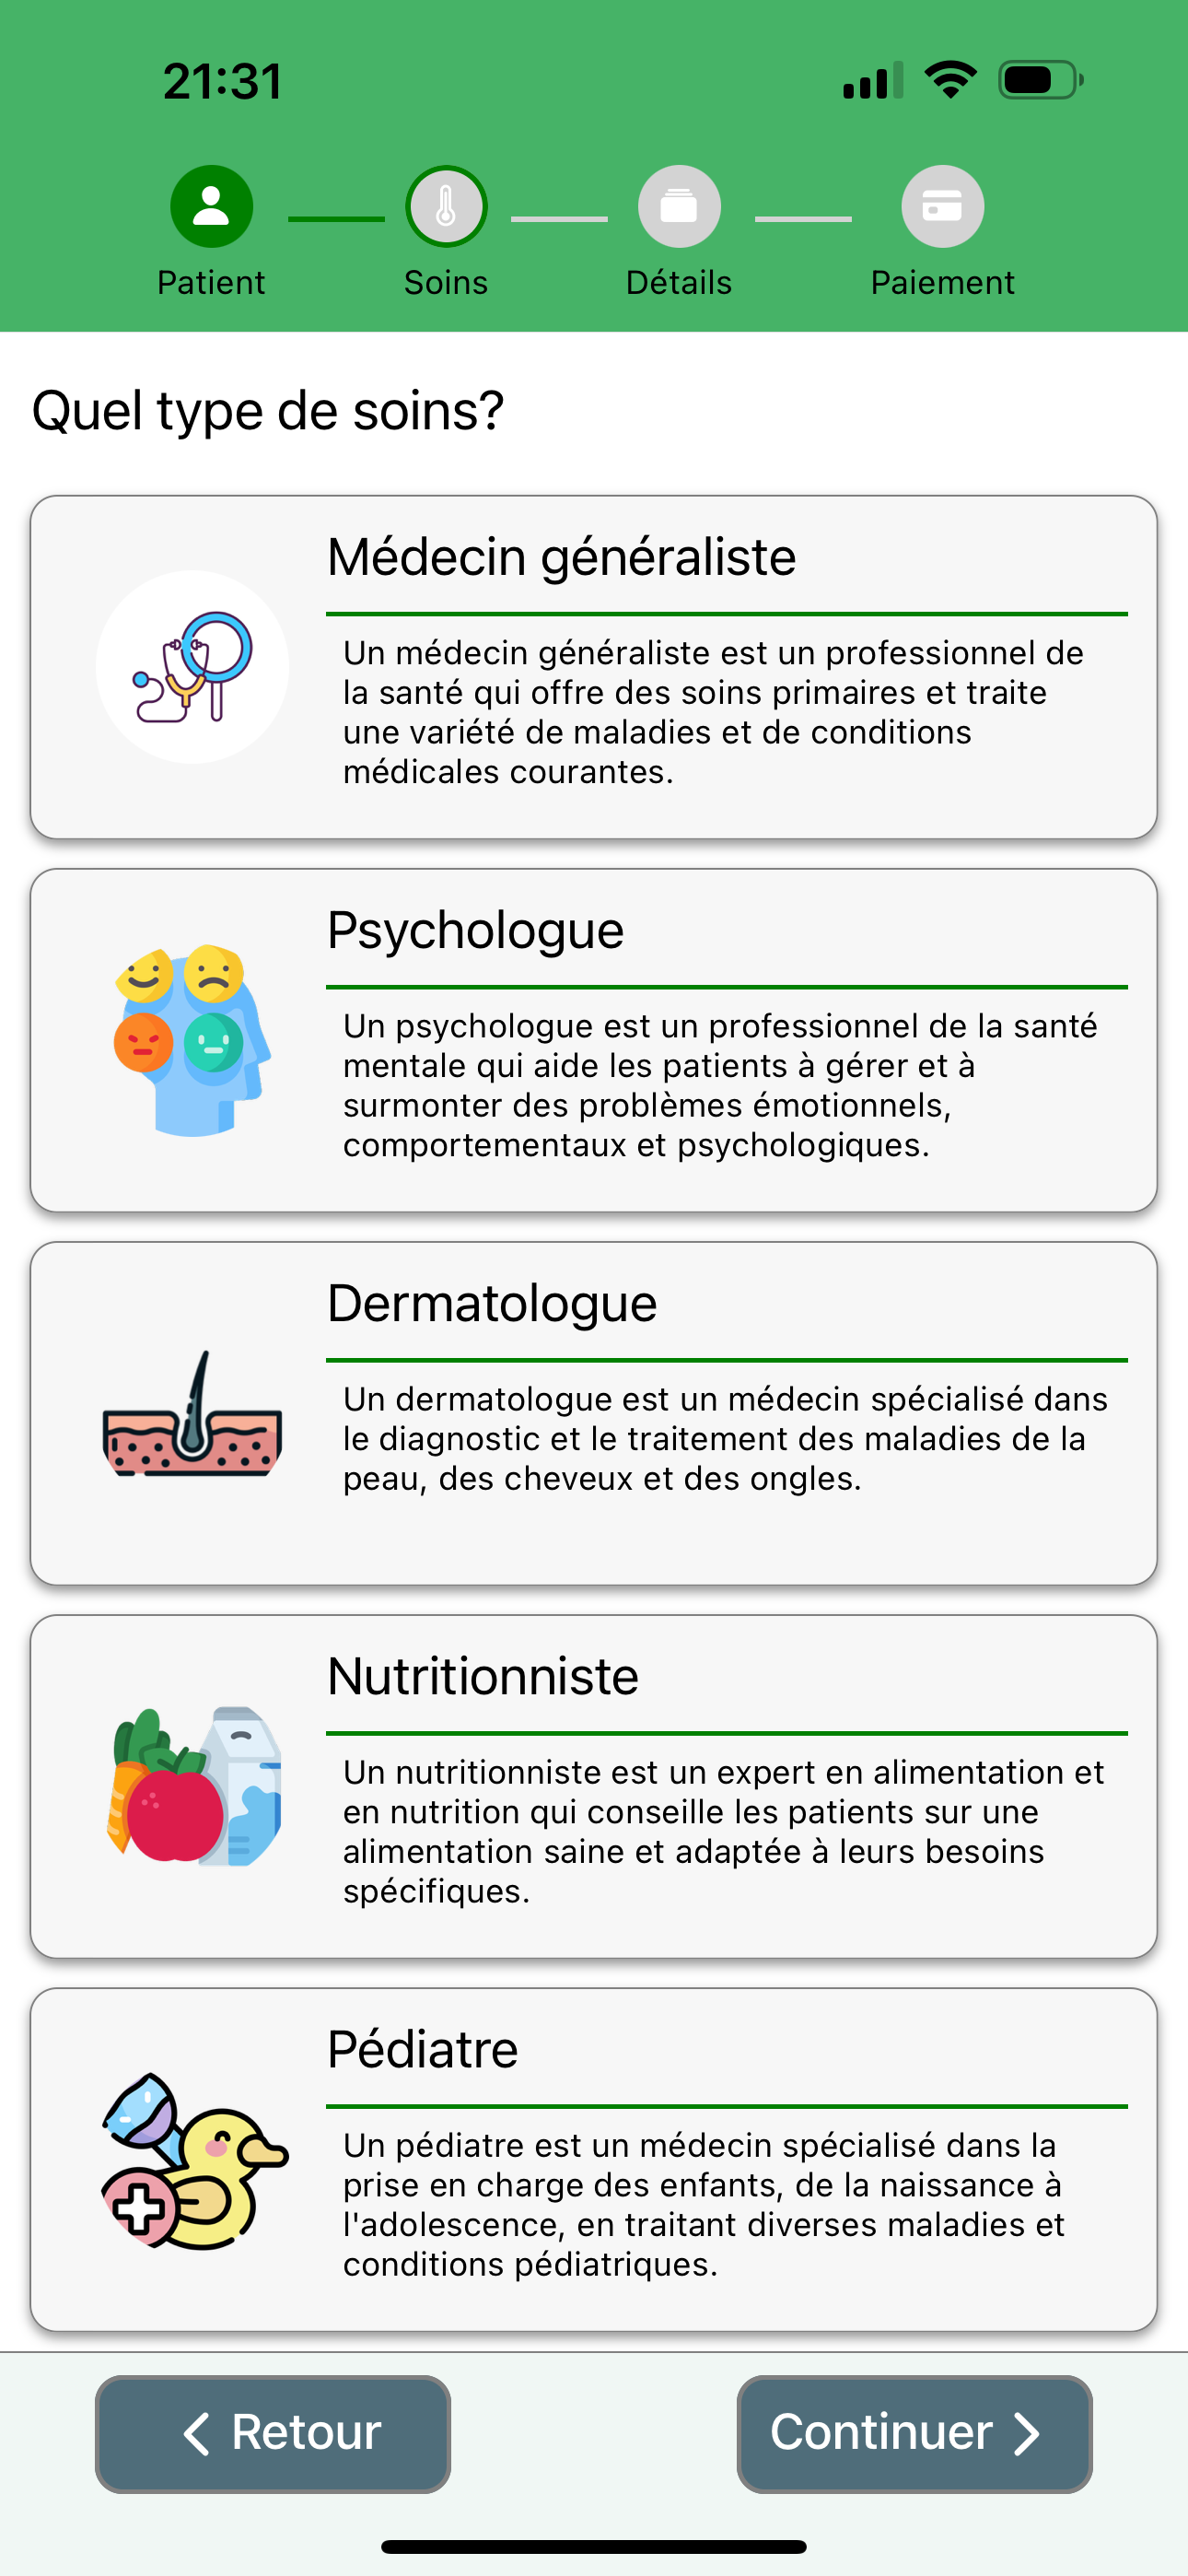 21:31
Patient
Soins
Détails
Paiement
Quel type de soins?
Médecin généraliste
Un médecin généraliste est un professionnel de
la santé qui offre des soins primaires et traite
une variété de maladies et de conditions
médicales courantes.
Psychologue
Un psychologue est un professionnel de la santé
mentale qui aide les patients à gérer et à
surmonter des problèmes émotionnels,
comportementaux et psychologiques.
Dermatologue
Un dermatologue est un médecin spécialisé dans
le diagnostic et le traitement des maladies de la
peau, des cheveux et des ongles.
Nutritionniste
Un nutritionniste est un expert en alimentation et
en nutrition qui conseille les patients sur une
alimentation saine et adaptée à leurs besoins
spécifiques.
Pédiatre
Un pédiatre est un médecin spécialisé dans la
prise en charge des enfants, de la naissance à
l'adolescence, en traitant diverses maladies et
conditions pédiatriques.
Retour
Continuer